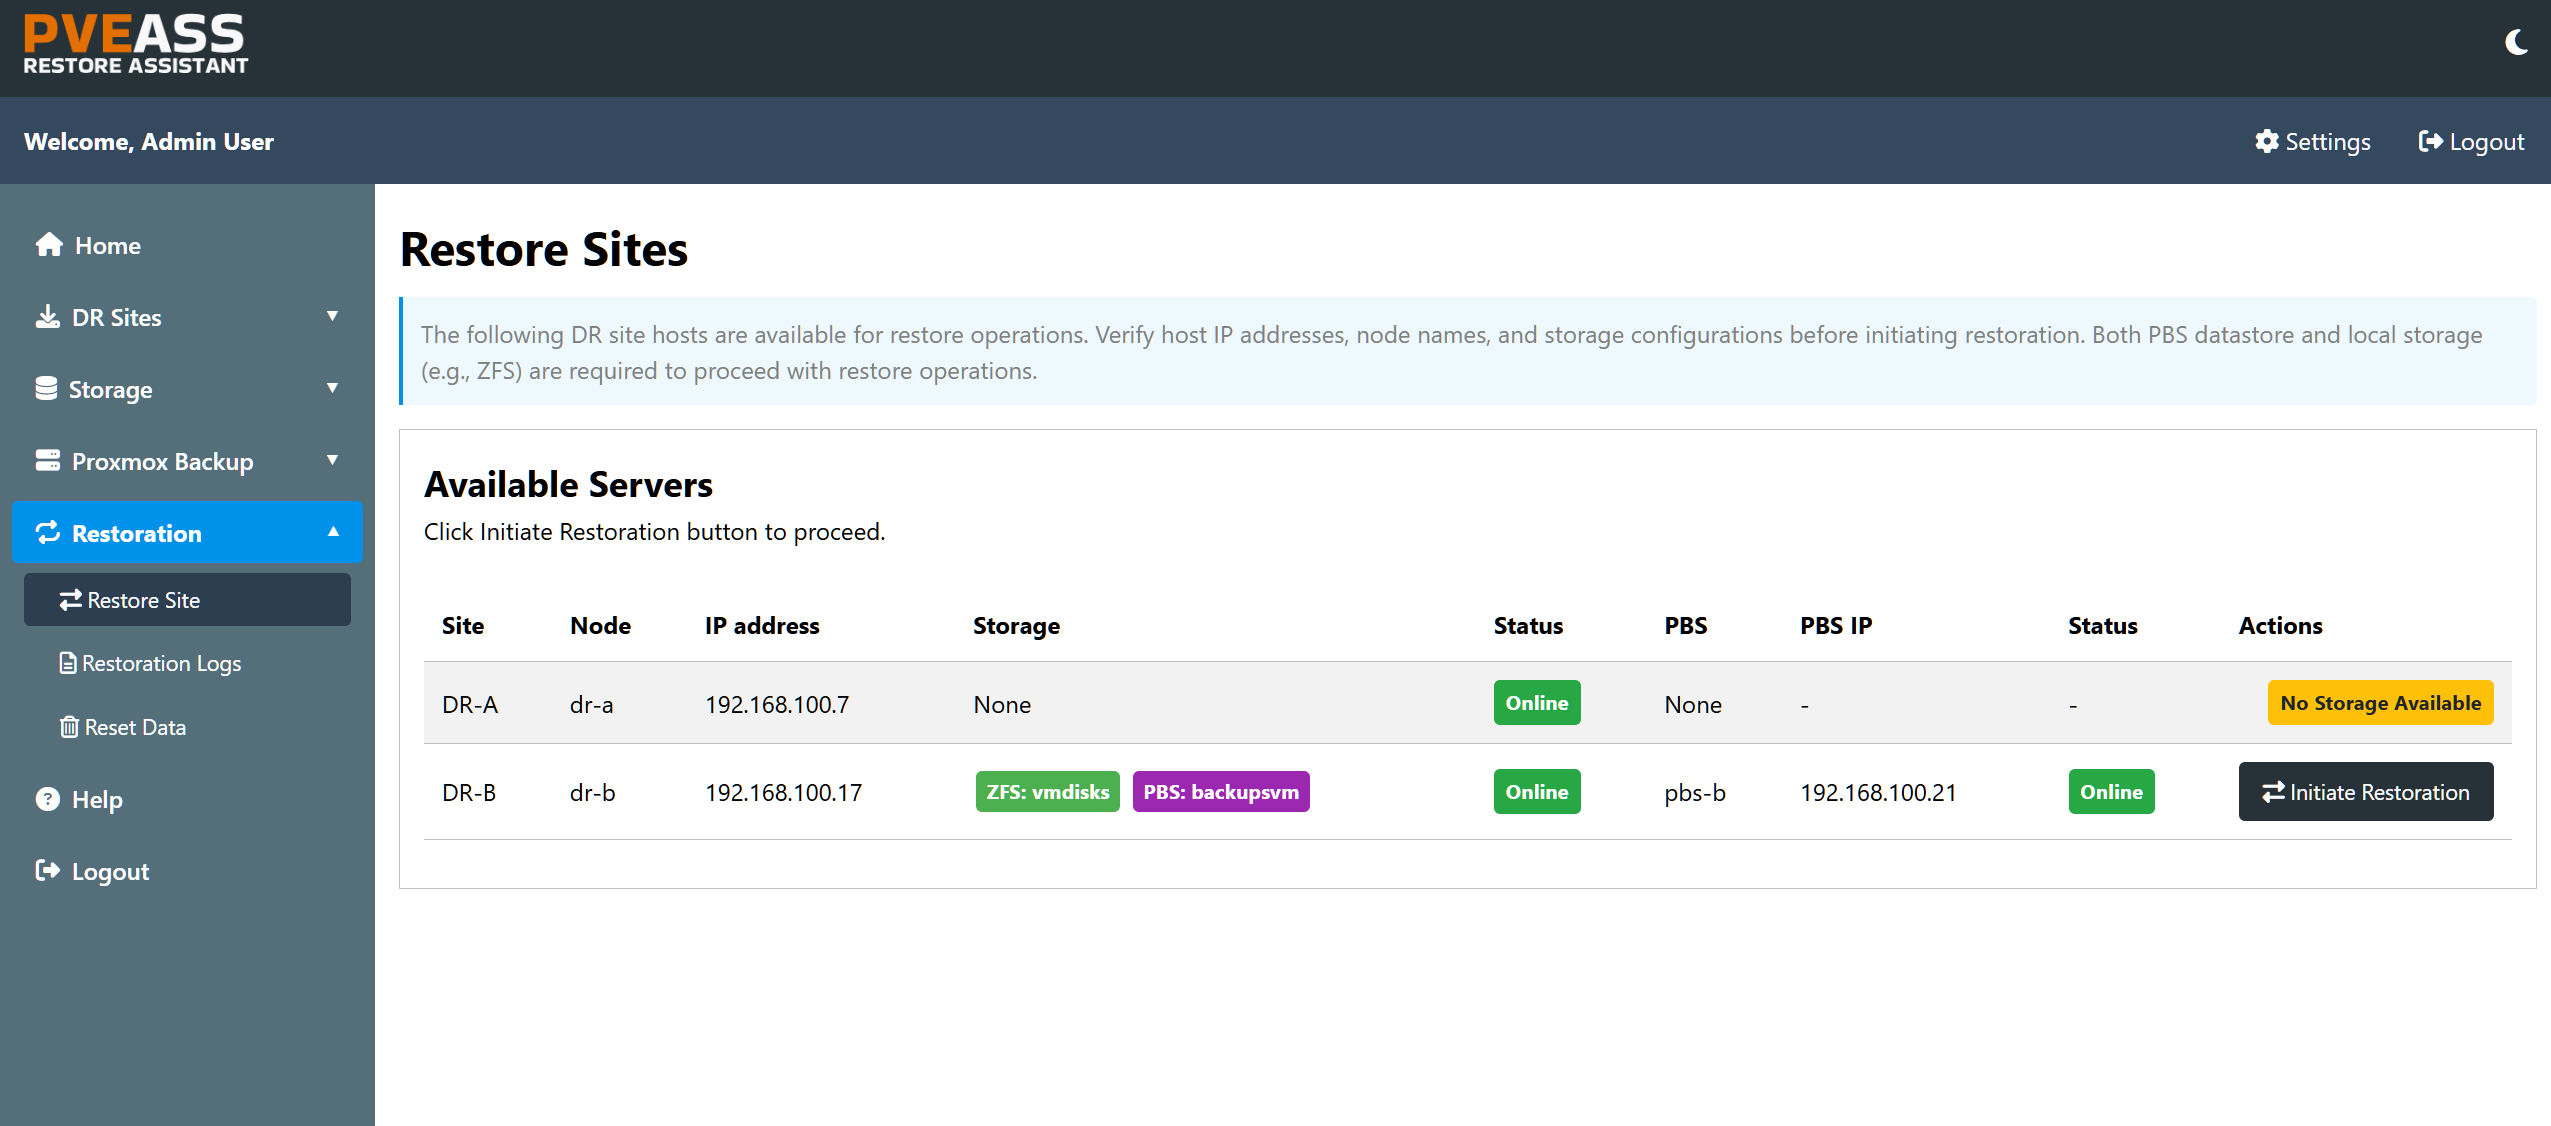 PVEASS
RESTORE ASSISTANT
Welcome, Admin User
Settings
Logout
Home
DR Sites
Storage
Proxmox Backup
Restoration
Restore Site
Restoration Logs
Reset Data
Help
Logout
Restore Sites
The following DR site hosts are available for restore operations. Verify host IP addresses, node names, and storage configurations before initiating restoration. Both PBS datastore and local storage
(e.g., ZFS) are required to proceed with restore operations.
Available Servers
Click Initiate Restoration button to proceed.
Site Node IP address Storage Status PBS PBS IP Status Actions
DR-A dr-a 192.168.100.7 None Online None - - No Storage Available
DR-B dr-b 192.168.100.17 ZFS: vmdisks PBS: backupsvm Online pbs-b 192.168.100.21 Online Initiate Restoration